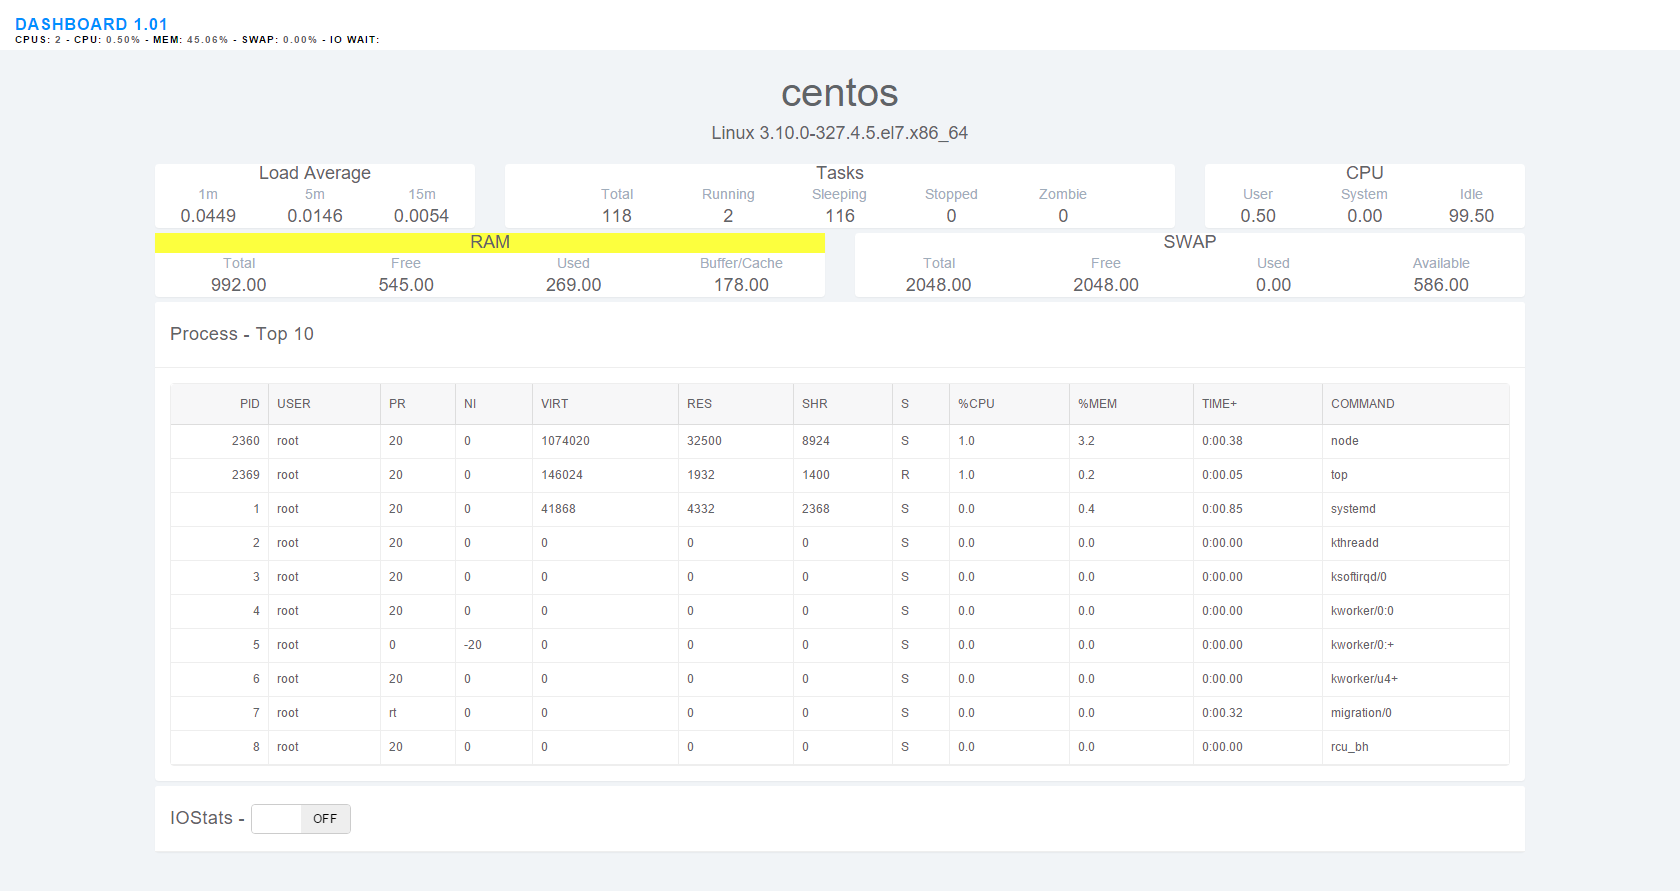 DASHBOARD 1.01
CPUS: 2 - CPU: 0.50% - MEM: 45.06% - SWAP: 0.00% - IO WAIT:
centos
Linux 3.10.0-327.4.5.el7.x86_64
Load Average
1m 5m 15m
0.0449 0.0146 0.0054
Tasks
Total Running Sleeping Stopped Zombie
118 2 116 0 0
CPU
User System Idle
0.50 0.00 99.50
RAM
Total Free Used Buffer/Cache
992.00 545.00 269.00 178.00
SWAP
Total Free Used Available
2048.00 2048.00 0.00 586.00
Process - Top 10
PID USER PR NI VIRT RES SHR S %CPU %MEM TIME+ COMMAND
2360 root 20 0 1074020 32500 8924 S 1.0 3.2 0:00.38 node
2369 root 20 0 146024 1932 1400 R 1.0 0.2 0:00.05 top
1 root 20 0 41868 4332 2368 S 0.0 0.4 0:00.85 systemd
2 root 20 0 0 0 0 S 0.0 0.0 0:00.00 kthreadd
3 root 20 0 0 0 0 S 0.0 0.0 0:00.00 ksoftirqd/0
4 root 20 0 0 0 0 S 0.0 0.0 0:00.00 kworker/0:0
5 root 0 -20 0 0 0 S 0.0 0.0 0:00.00 kworker/0:+
6 root 20 0 0 0 0 S 0.0 0.0 0:00.00 kworker/u4+
7 root rt 0 0 0 0 S 0.0 0.0 0:00.32 migration/0
8 root 20 0 0 0 0 S 0.0 0.0 0:00.00 rcu_bh
IOStats - OFF